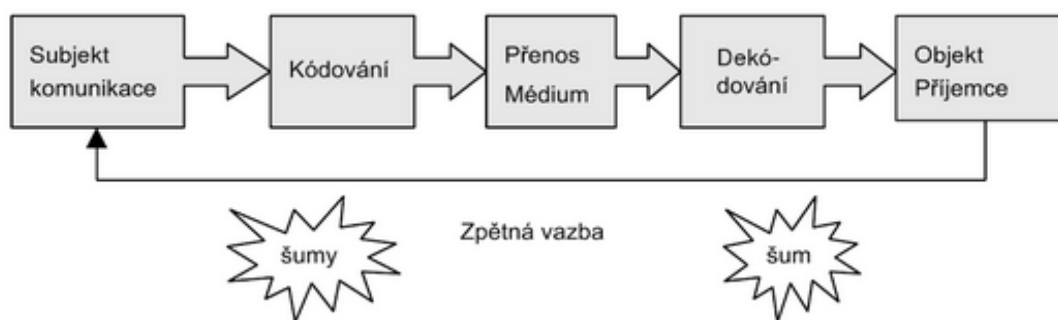 Subjekt
komunikace
Kódování
Přenos
Médium
Dekó-
dování
Objekt
Příjemce
Zpětná vazba
šumy
šum